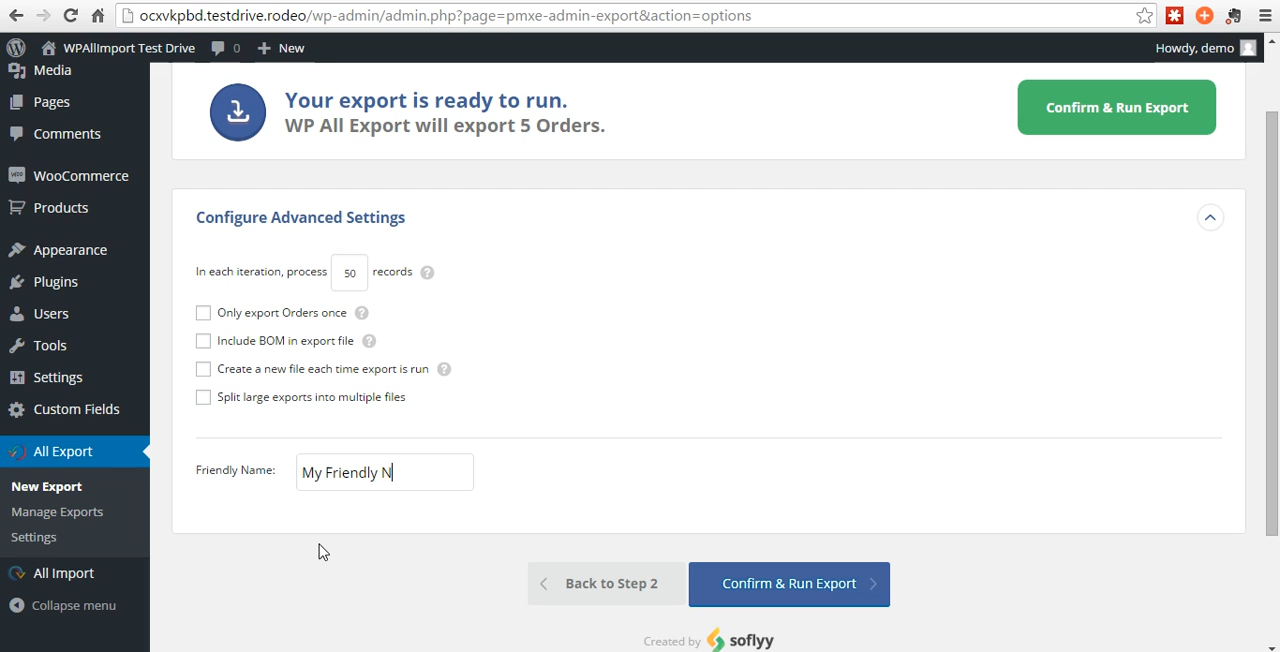 ocxvkpbd.testdrive.rodeo/wp-admin/admin.php?page=pmxe-admin-export&action=options
WPAllImport Test Drive 0 + New Howdy, demo
Media
Pages
Comments
WooCommerce
Products
Appearance
Plugins
Users
Tools
Settings
Custom Fields
All Export
New Export
Manage Exports
Settings
All Import
Collapse menu
Your export is ready to run.
WP All Export will export 5 Orders.
Confirm & Run Export
Configure Advanced Settings
In each iteration, process 50 records ?
Only export Orders once ?
Include BOM in export file ?
Create a new file each time export is run ?
Split large exports into multiple files
Friendly Name: My Friendly N
Back to Step 2
Confirm & Run Export
Created by soflyy